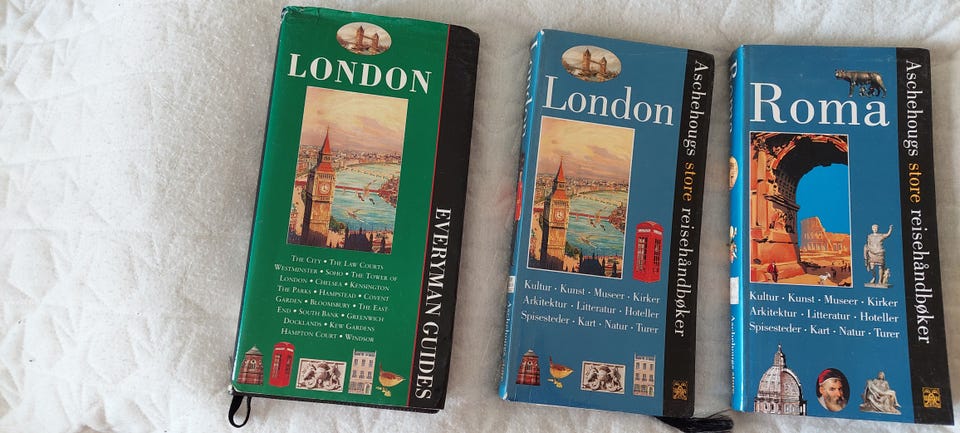 LONDON
THE CITY • THE LAW COURTS
WESTMINSTER • SOHO • THE TOWER OF
LONDON • CHELSEA • KENSINGTON
THE PARKS • HAMPSTEAD • COVENT
GARDEN • BLOOMSBURY • THE EAST
END • SOUTH BANK • GREENWICH
DOCKLANDS • KEW GARDENS
HAMPTON COURT • WINDSOR
EVERYMAN GUIDES
London
Kultur · Kunst · Museer · Kirker
Arkitektur · Litteratur · Hoteller
Spisesteder · Kart · Natur · Turer
Aschehougs store reisehåndbøker
Roma
Kultur · Kunst · Museer · Kirker
Arkitektur · Litteratur · Hoteller
Spisesteder · Kart · Natur · Turer
Aschehougs store reisehåndbøker